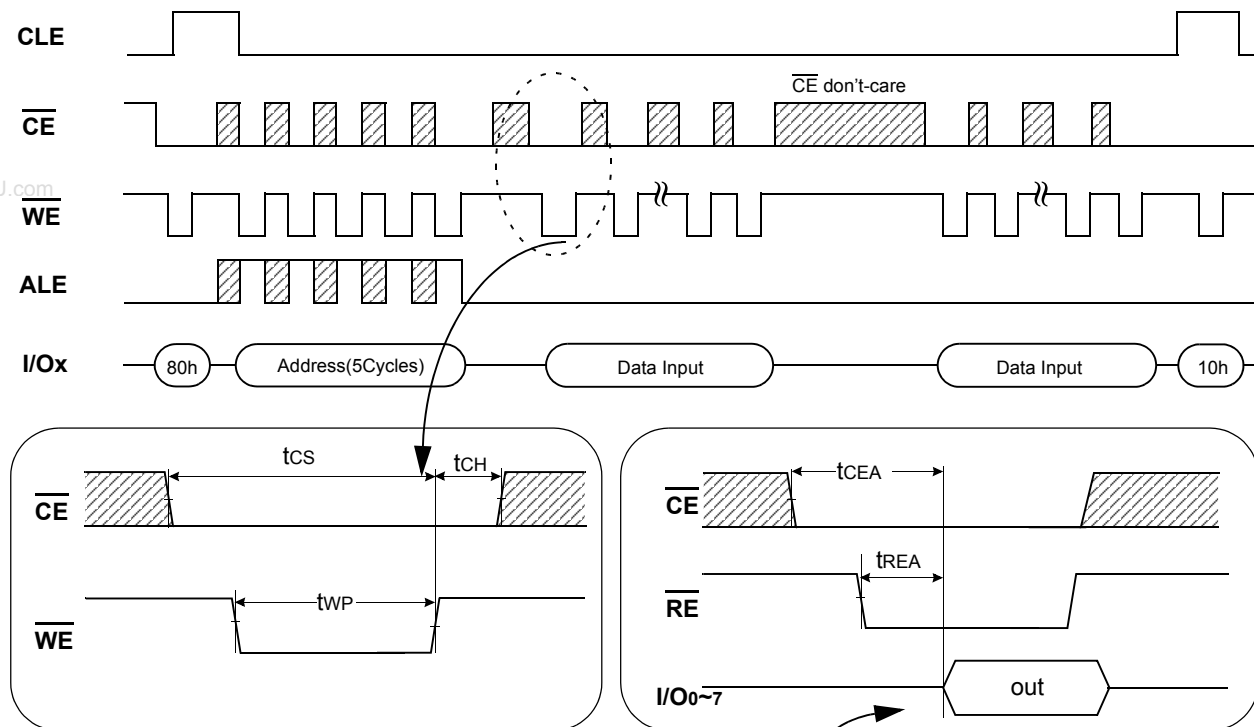 CLE
CE don't-care
CE
U.com
WE
ALE
I/Ox 80h Address(5Cycles) Data Input Data Input 10h
tCS tCH
CE
tWP
WE
tCEA
CE
tREA
RE
I/O0~7 out